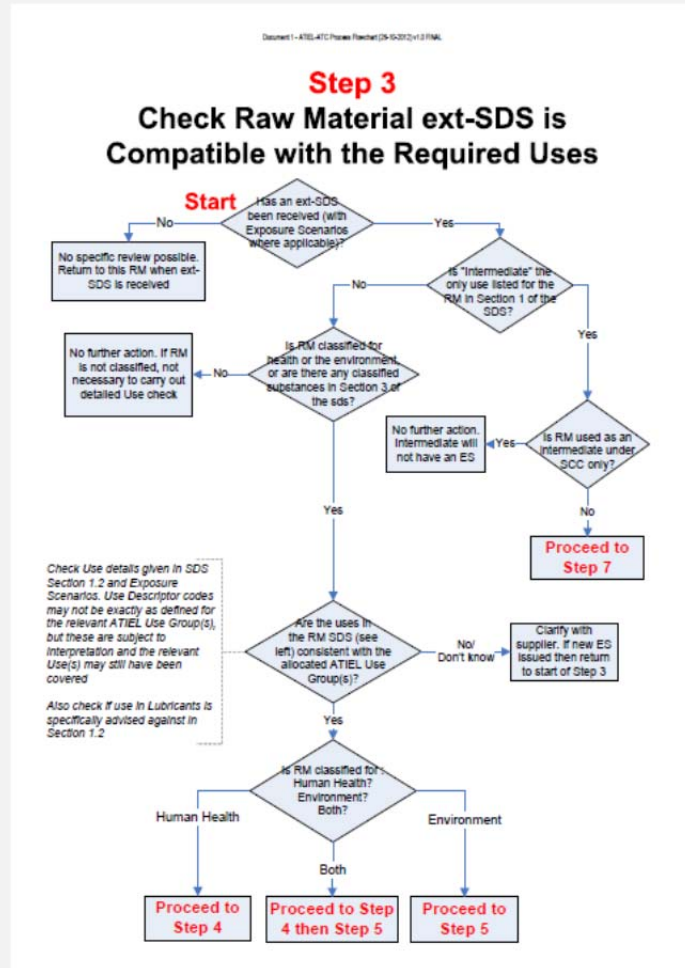 Document 1 - ATIEL-ATC Process Flowchart (26-10-2012) v1.0 FINAL
Step 3
Check Raw Material ext-SDS is
Compatible with the Required Uses
Start
Has an ext-SDS
been received (with
Exposure Scenarios
where applicable)?
No
Yes
No specific review possible.
Return to this RM when ext-
SDS is received
Is "Intermediate" the
only use listed for the
RM in Section 1 of the
SDS?
No
Yes
Is RM classified for
health or the environment,
or are there any classified
substances in Section 3 of
the sds?
No
No further action. If RM
is not classified, not
necessary to carry out
detailed Use check
No further action.
Intermediate will
not have an ES
Yes
Is RM used as an
intermediate under
SCC only?
No
Proceed to
Step 7
Yes
Check Use details given in SDS
Section 1.2 and Exposure
Scenarios. Use Descriptor codes
may not be exactly as defined for
the relevant ATIEL Use Group(s),
but these are subject to
interpretation and the relevant
Use(s) may still have been
covered
Also check if use in Lubricants is
specifically advised against in
Section 1.2
Are the uses in
the RM SDS (see
left) consistent with the
allocated ATIEL Use
Group(s)?
No/
Don't know
Clarify with
supplier. If new ES
issued then return
to start of Step 3
Yes
Is RM classified for :
Human Health?
Environment?
Both?
Human Health
Environment
Both
Proceed to
Step 4
Proceed to Step
4 then Step 5
Proceed to
Step 5